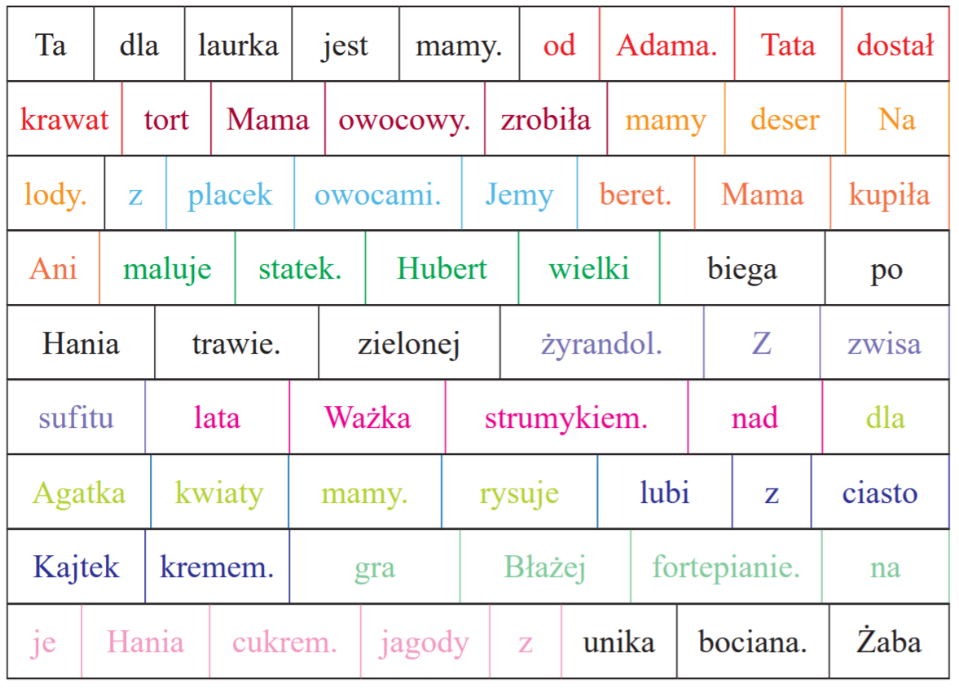 Ta dla laurka jest mamy. od Adama. Tata dostał
krawat tort Mama owocowy. zrobiła mamy deser Na
lody. z placek owocami. Jemy beret. Mama kupiła
Ani maluje statek. Hubert wielki biega po
Hania trawie. zielonej żyrandol. Z zwisa
sufitu lata Ważka strumykiem. nad dla
Agatka kwiaty mamy. rysuje lubi z ciasto
Kajtek kremem. gra Błażej fortepianie. na
je Hania cukrem. jagody z unika bociana. Żaba